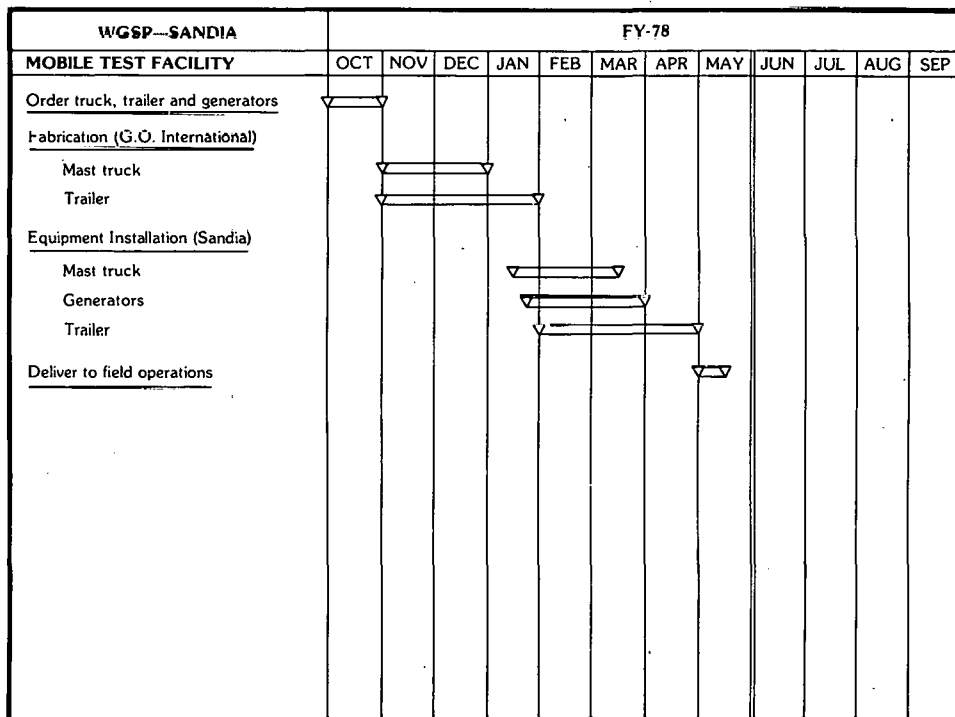 WGSP—SANDIA
FY-78
MOBILE TEST FACILITY
OCT NOV DEC JAN FEB MAR APR MAY JUN JUL AUG SEP
Order truck, trailer and generators
Fabrication (G.O. International)
Mast truck
Trailer
Equipment Installation (Sandia)
Mast truck
Generators
Trailer
Deliver to field operations